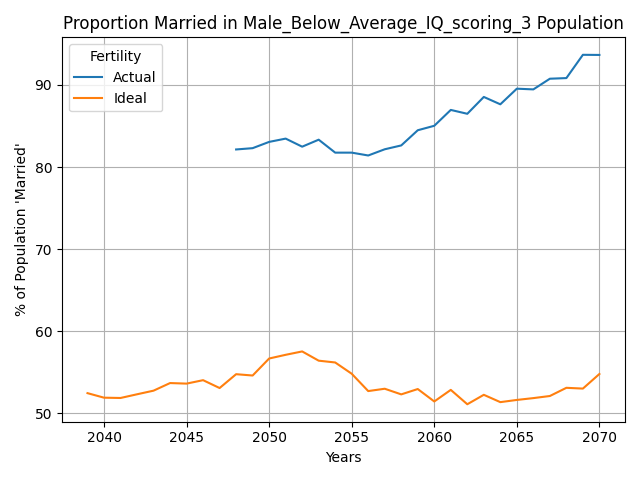 Proportion Married in Male_Below_Average_IQ_scoring_3 Population
Fertility
Actual
Ideal
% of Population 'Married'
90
80
70
60
50
2040 2045 2050 2055 2060 2065 2070
Years